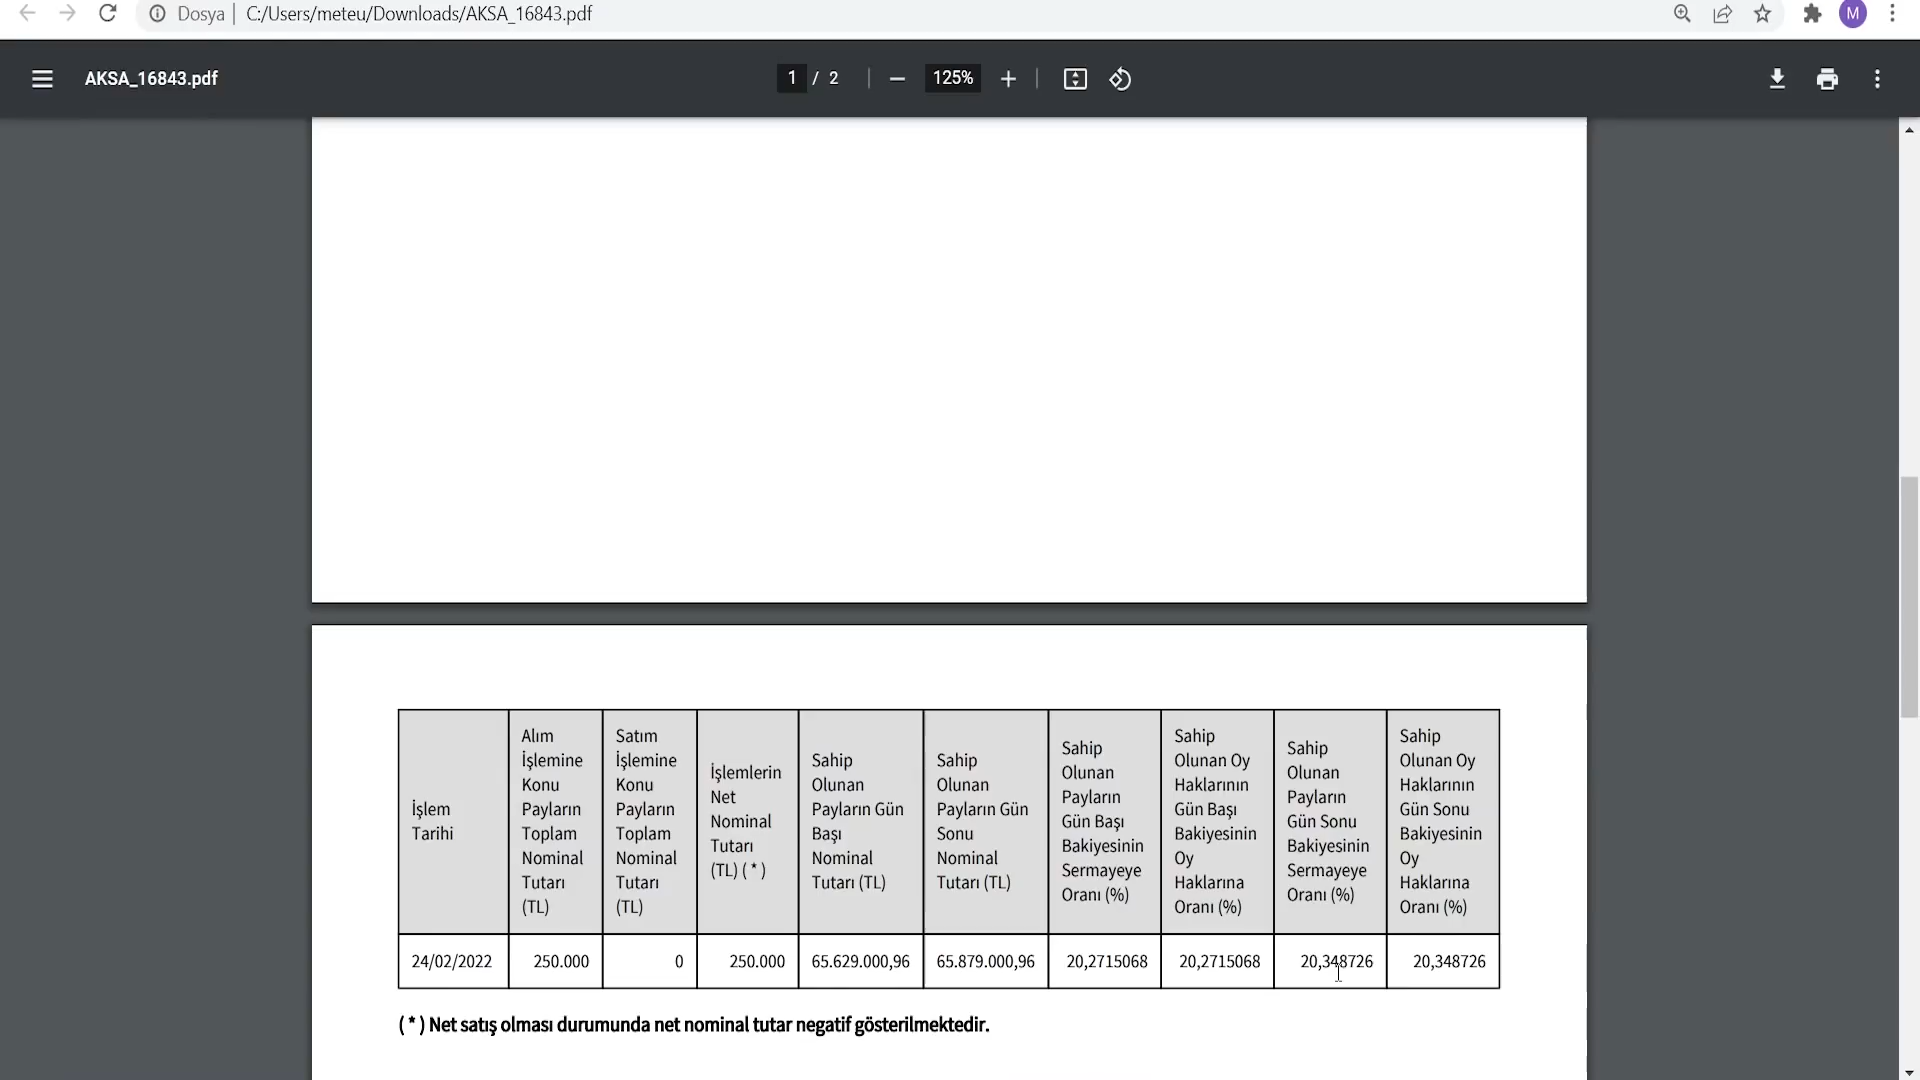 Dosya | C:/Users/meteu/Downloads/AKSA_16843.pdf
M
AKSA_16843.pdf
1 / 2
125%
İşlem
Tarihi
Alım
İşlemine
Konu
Payların
Toplam
Nominal
Tutarı
(TL)
Satım
İşlemine
Konu
Payların
Toplam
Nominal
Tutarı
(TL)
İşlemlerin
Net
Nominal
Tutarı
(TL) ( * )
Sahip
Olunan
Payların Gün
Başı
Nominal
Tutarı (TL)
Sahip
Olunan
Payların Gün
Sonu
Nominal
Tutarı (TL)
Sahip
Olunan
Payların
Gün Başı
Bakiyesinin
Sermayeye
Oranı (%)
Sahip
Olunan Oy
Haklarının
Gün Başı
Bakiyesinin
Oy
Haklarına
Oranı (%)
Sahip
Olunan
Payların
Gün Sonu
Bakiyesinin
Sermayeye
Oranı (%)
Sahip
Olunan Oy
Haklarının
Gün Sonu
Bakiyesinin
Oy
Haklarına
Oranı (%)
24/02/2022 250.000 0 250.000 65.629.000,96 65.879.000,96 20,2715068 20,2715068 20,348726 20,348726
( * ) Net satış olması durumunda net nominal tutar negatif gösterilmektedir.